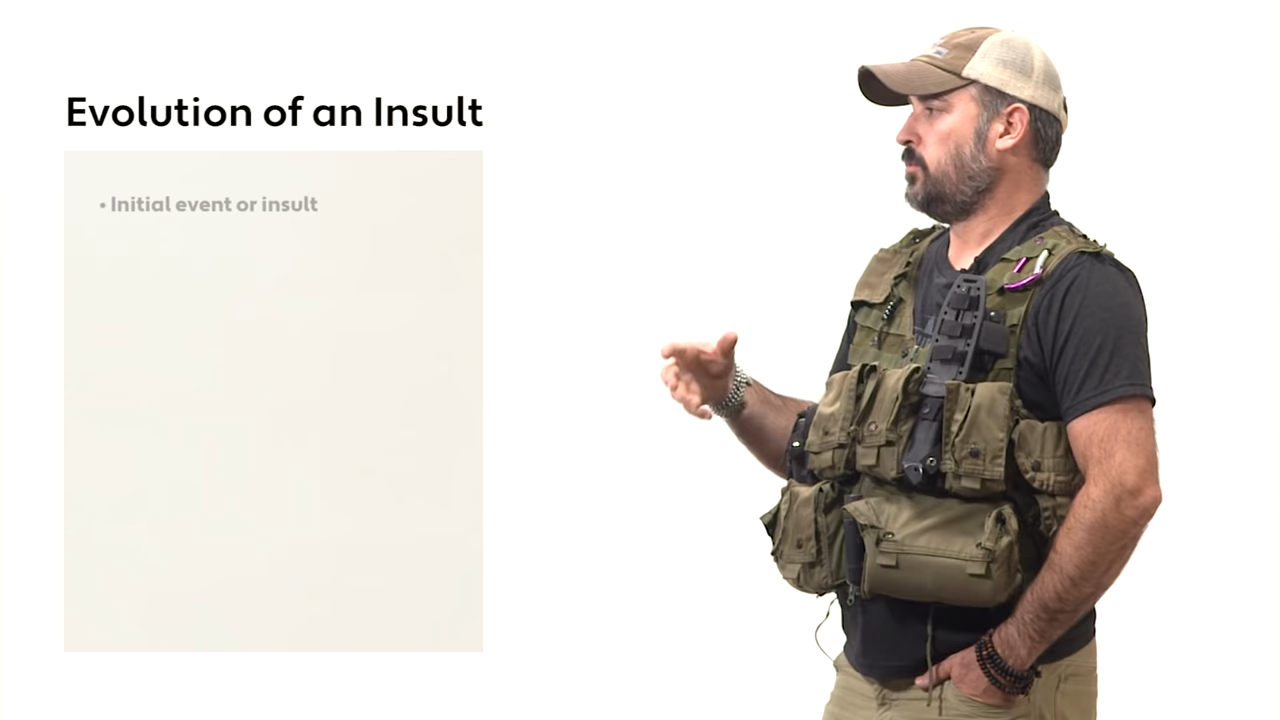 Evolution of an Insult
• Initial event or insult